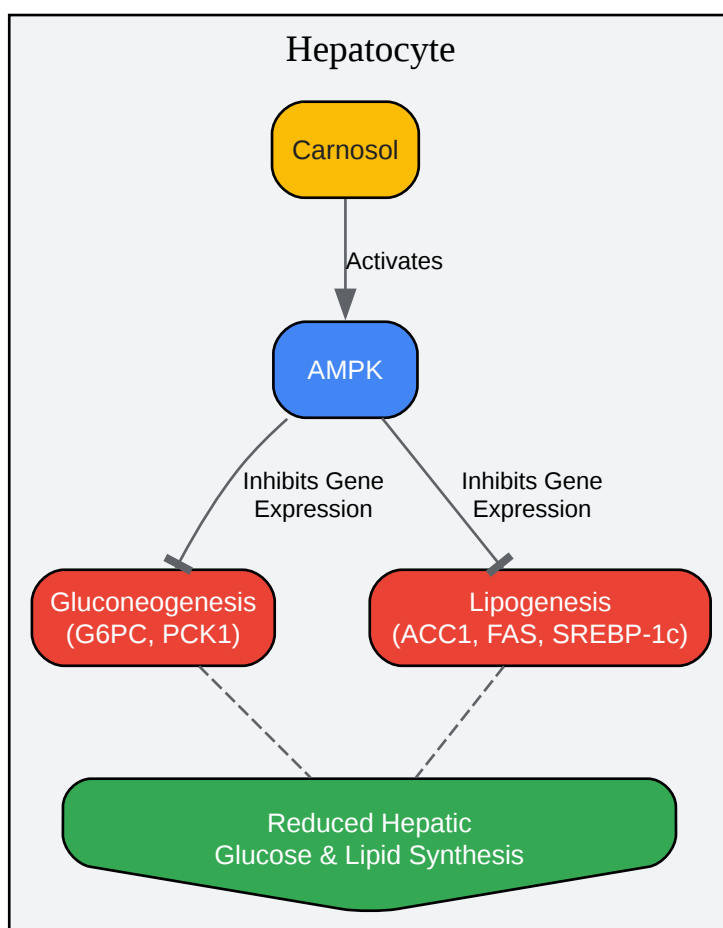 Hepatocyte
Carnosol
Activates
AMPK
Inhibits Gene
Expression
Inhibits Gene
Expression
Gluconeogenesis
(G6PC, PCK1)
Lipogenesis
(ACC1, FAS, SREBP-1c)
Reduced Hepatic
Glucose & Lipid Synthesis